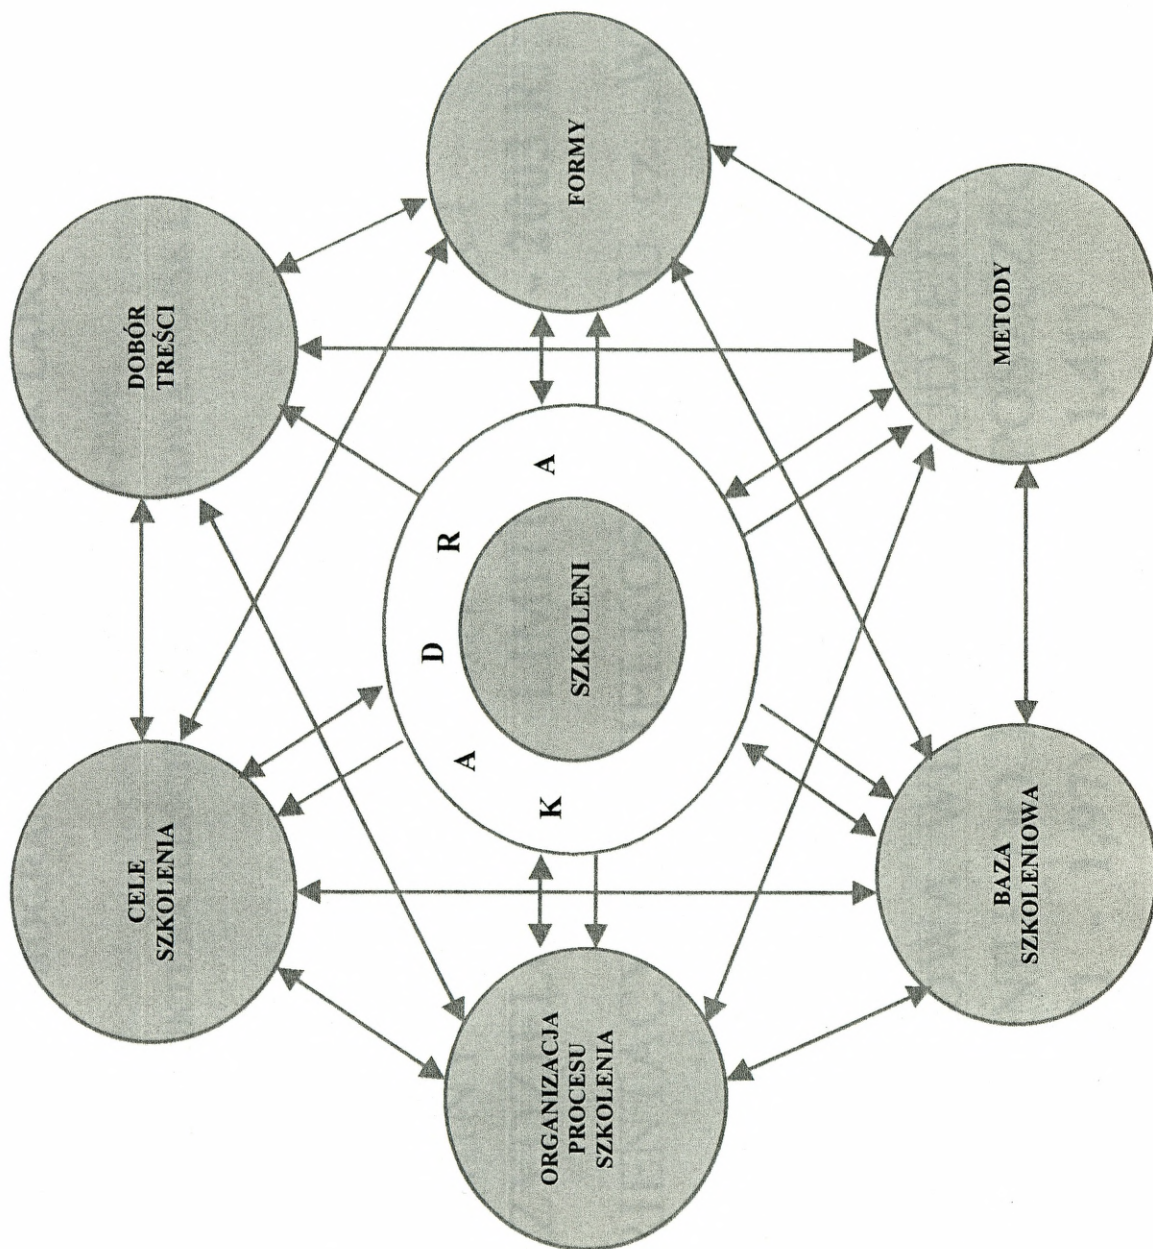 CELE
SZKOLENIA
DOBÓR
TREŚCI
ORGANIZACJA
PROCESU
SZKOLENIA
K A D R A
SZKOLENI
FORMY
BAZA
SZKOLENIOWA
METODY